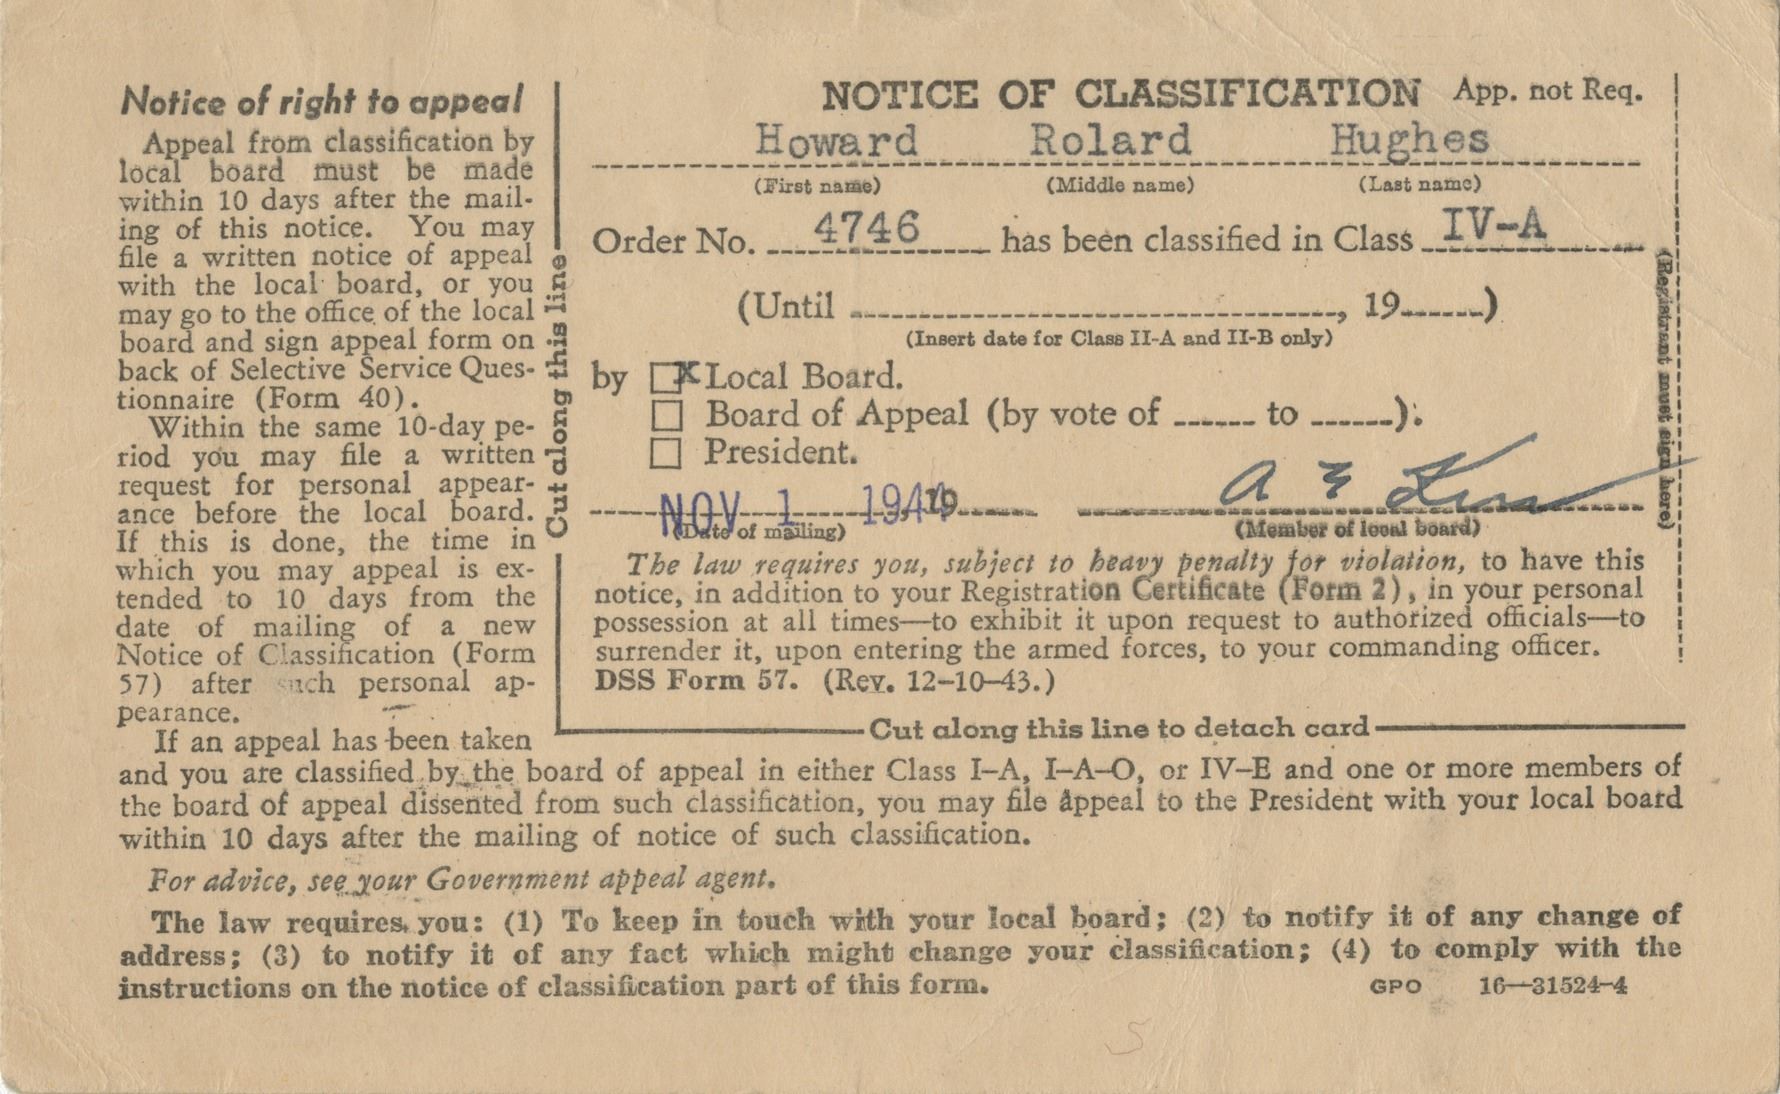 Notice of right to appeal
Appeal from classification by
local board must be made
within 10 days after the mail-
ing of this notice. You may
file a written notice of appeal
with the local board, or you
may go to the office of the local
board and sign appeal form on
back of Selective Service Ques-
tionnaire (Form 40).
Within the same 10-day pe-
riod you may file a written
request for personal appear-
ance before the local board.
If this is done, the time in
which you may appeal is ex-
tended to 10 days from the
date of mailing of a new
Notice of Classification (Form
57) after such personal ap-
pearance.
If an appeal has been taken
and you are classified by the board of appeal in either Class I–A, I–A–O, or IV–E and one or more members of
the board of appeal dissented from such classification, you may file appeal to the President with your local board
within 10 days after the mailing of notice of such classification.
For advice, see your Government appeal agent.
The law requires you: (1) To keep in touch with your local board; (2) to notify it of any change of
address; (3) to notify it of any fact which might change your classification; (4) to comply with the
instructions on the notice of classification part of this form.
GPO 16—31524-4
Cut along this line
NOTICE OF CLASSIFICATION App. not Req.
Howard Rolard Hughes
(First name) (Middle name) (Last name)
Order No. 4746 has been classified in Class IV-A
(Until , 19 )
(Insert date for Class II-A and II-B only)
by X Local Board.
Board of Appeal (by vote of to ).
President.
NOV 1 1944 19 A E
(Date of mailing) (Member of local board)
The law requires you, subject to heavy penalty for violation, to have this
notice, in addition to your Registration Certificate (Form 2), in your personal
possession at all times—to exhibit it upon request to authorized officials—to
surrender it, upon entering the armed forces, to your commanding officer.
DSS Form 57. (Rev. 12-10-43.)
Cut along this line to detach card
(Registrant must sign here)
5